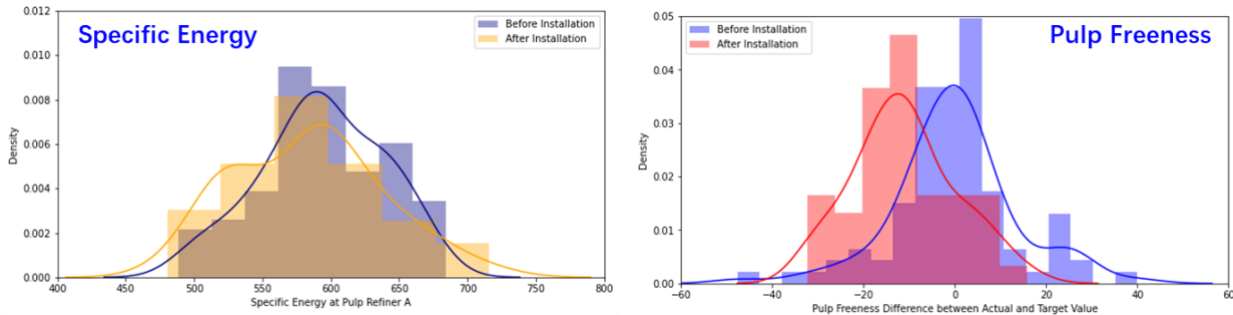 Specific Energy
Before Installation
After Installation
0.012
0.010
0.008
0.006
0.004
0.002
0.000
Density
400
450
500
550
600
650
700
750
800
Specific Energy at Pulp Refiner A
Pulp Freeness
Before Installation
After Installation
0.05
0.04
0.03
0.02
0.01
0.00
Density
−60
−40
−20
0
20
40
60
Pulp Freeness Difference between Actual and Target Value